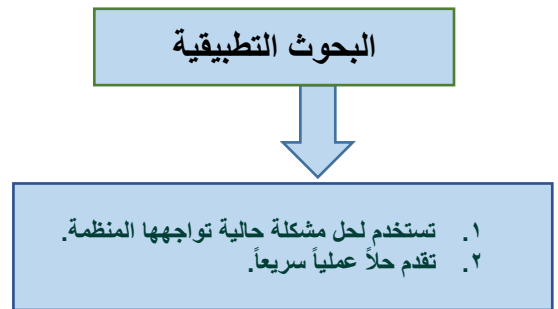 البحوث التطبيقية
١. تستخدم لحل مشكلة حالية تواجهها المنظمة.
٢. تقدم حلاً عملياً سريعاً.